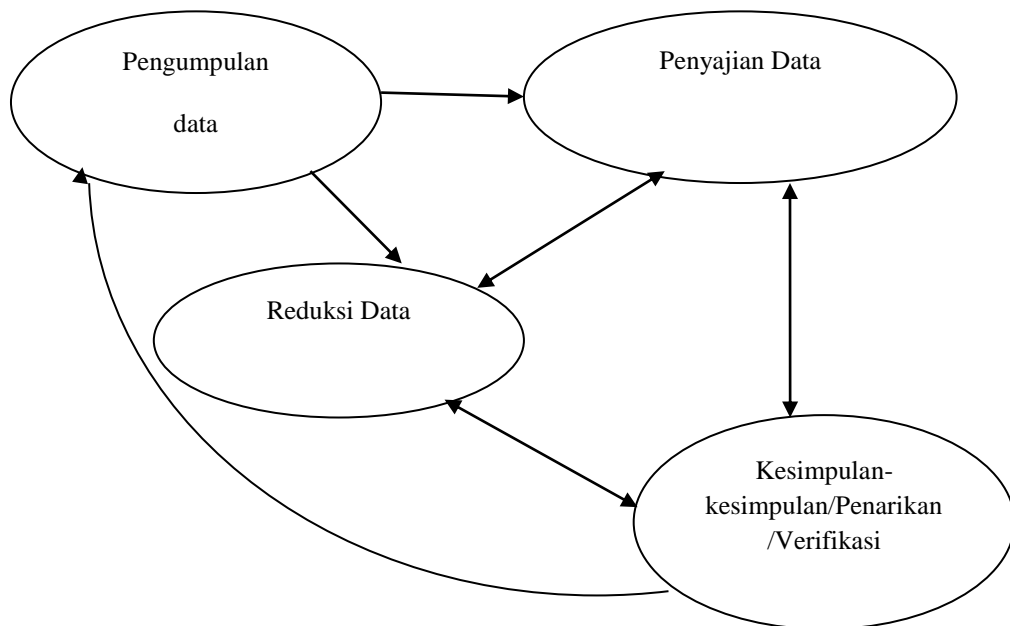 Pengumpulan
data
Penyajian Data
Reduksi Data
Kesimpulan-
kesimpulan/Penarikan
/Verifikasi